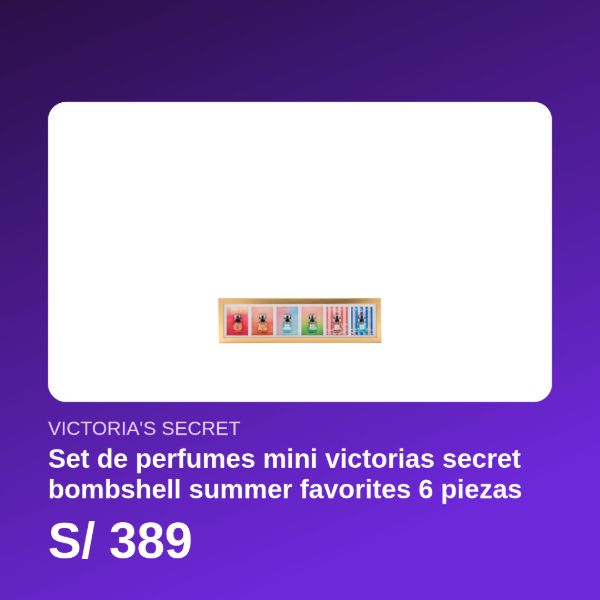 VICTORIA'S SECRET
Set de perfumes mini victorias secret
bombshell summer favorites 6 piezas
S/ 389